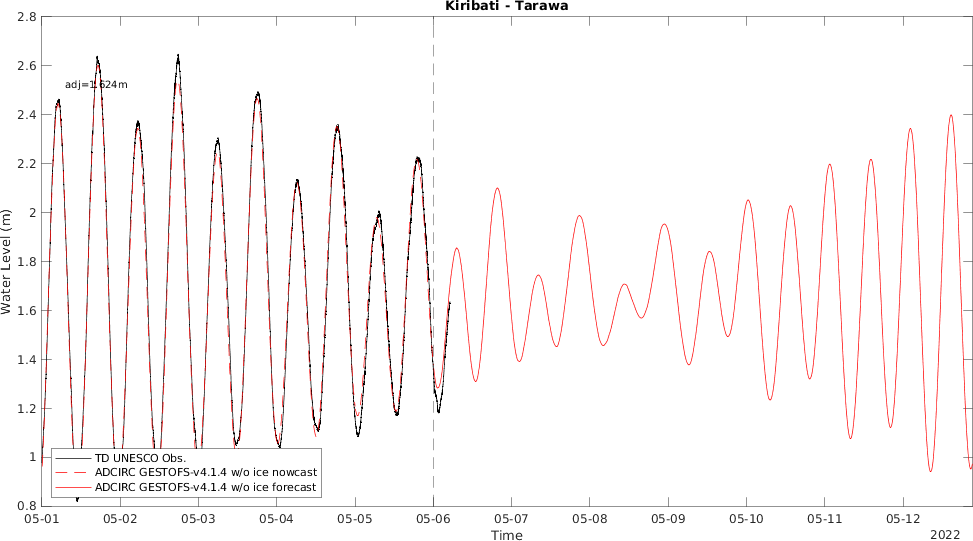 Kiribati - Tarawa
2.8
2.6
2.4
2.2
2
1.8
1.6
1.4
1.2
1
0.8
Water Level (m)
adj=1.624m
TD UNESCO Obs.
ADCIRC GESTOFS-v4.1.4 w/o ice nowcast
ADCIRC GESTOFS-v4.1.4 w/o ice forecast
05-01 05-02 05-03 05-04 05-05 05-06 05-07 05-08 05-09 05-10 05-11 05-12
Time
2022